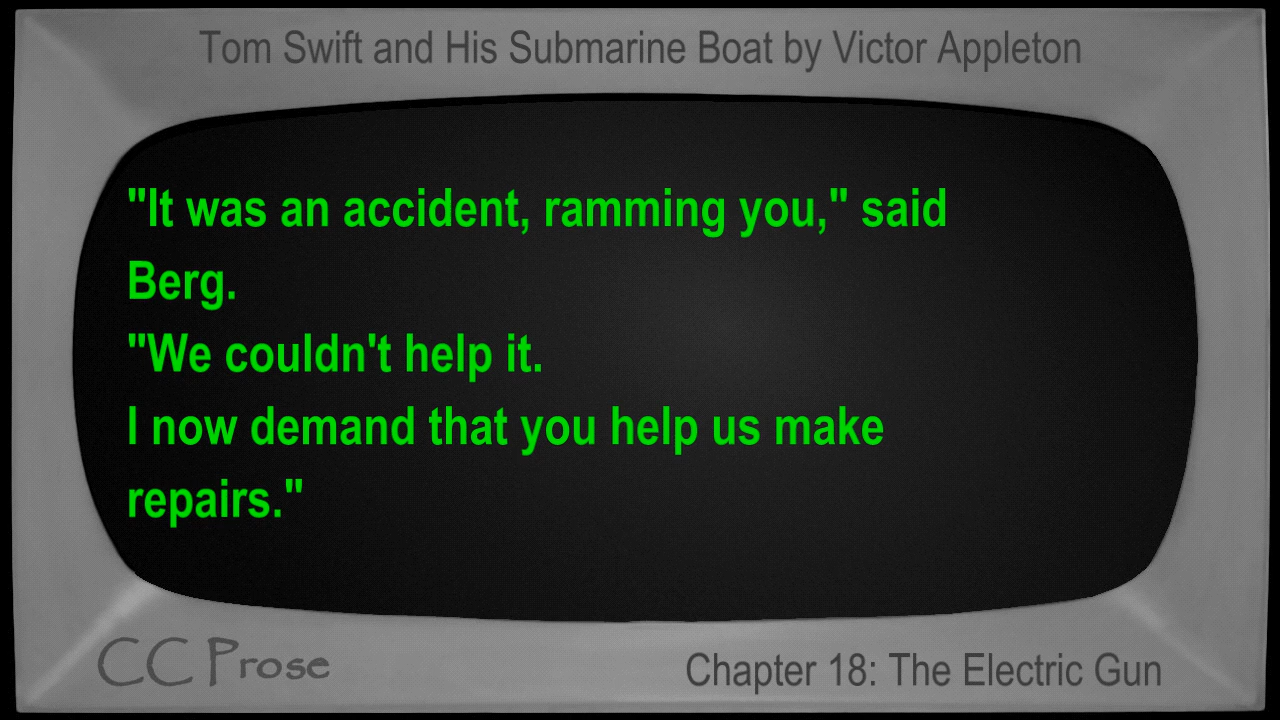 Tom Swift and His Submarine Boat by Victor Appleton
"It was an accident, ramming you," said
Berg.
"We couldn't help it.
I now demand that you help us make
repairs."
CC Prose
Chapter 18: The Electric Gun